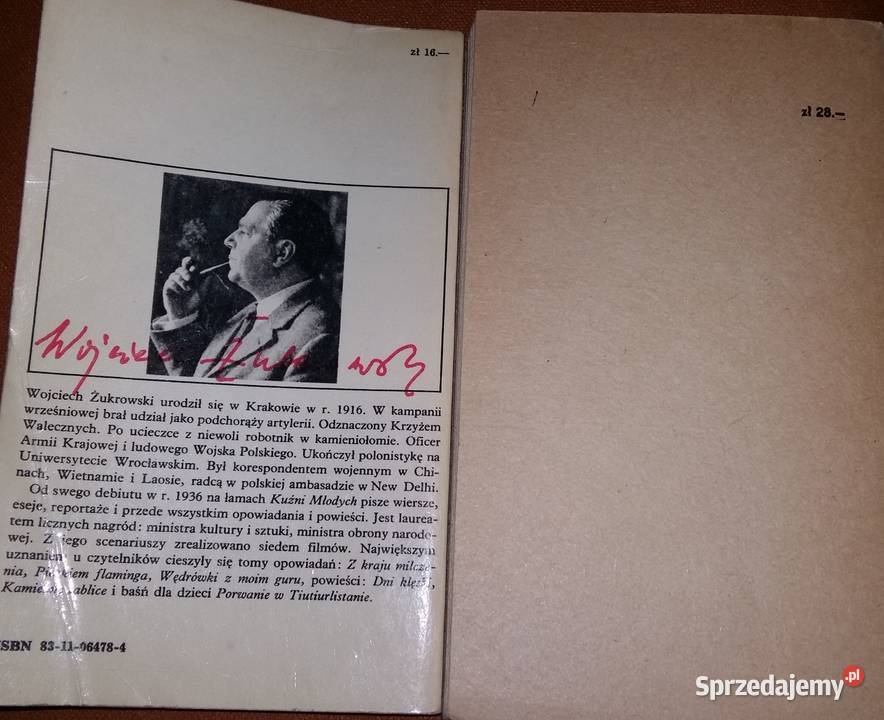 zł 16.—
Wojciech Żukrowski
Wojciech Żukrowski urodził się w Krakowie w r. 1916. W kampanii
wrześniowej brał udział jako podchorąży artylerii. Odznaczony Krzyżem
Walecznych. Po ucieczce z niewoli robotnik w kamieniołomie. Oficer
Armii Krajowej i ludowego Wojska Polskiego. Ukończył polonistykę na
Uniwersytecie Wrocławskim. Był korespondentem wojennym w Chi-
nach, Wietnamie i Laosie, radcą w polskiej ambasadzie w New Delhi.
Od swego debiutu w r. 1936 na łamach Kuźni Młodych pisze wiersze,
eseje, reportaże i przede wszystkim opowiadania i powieści. Jest laurea-
tem licznych nagród: ministra kultury i sztuki, ministra obrony narodo-
wej. Z jego scenariuszy zrealizowano siedem filmów. Największym
uznaniem u czytelników cieszyły się tomy opowiadań: Z kraju milcze-
nia, Piórkiem flaminga, Wędrówki z moim guru, powieści: Dni klęski,
Kamienne tablice i baśń dla dzieci Porwanie w Tiutiurlistanie.
ISBN 83-11-06478-4
zł 28.—
Sprzedajemy.pl